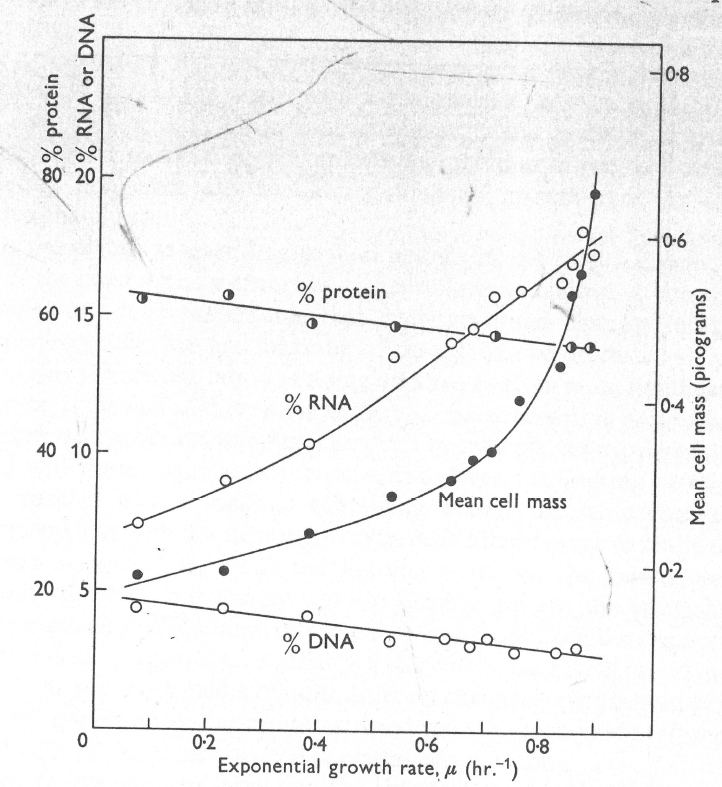 % protein
% RNA or DNA
80
20
60
15
40
10
20
5
0
0·8
0·6
0·4
0·2
Mean cell mass (picograms)
% protein
% RNA
Mean cell mass
% DNA
0
0·2
0·4
0·6
0·8
Exponential growth rate, μ (hr.⁻¹)